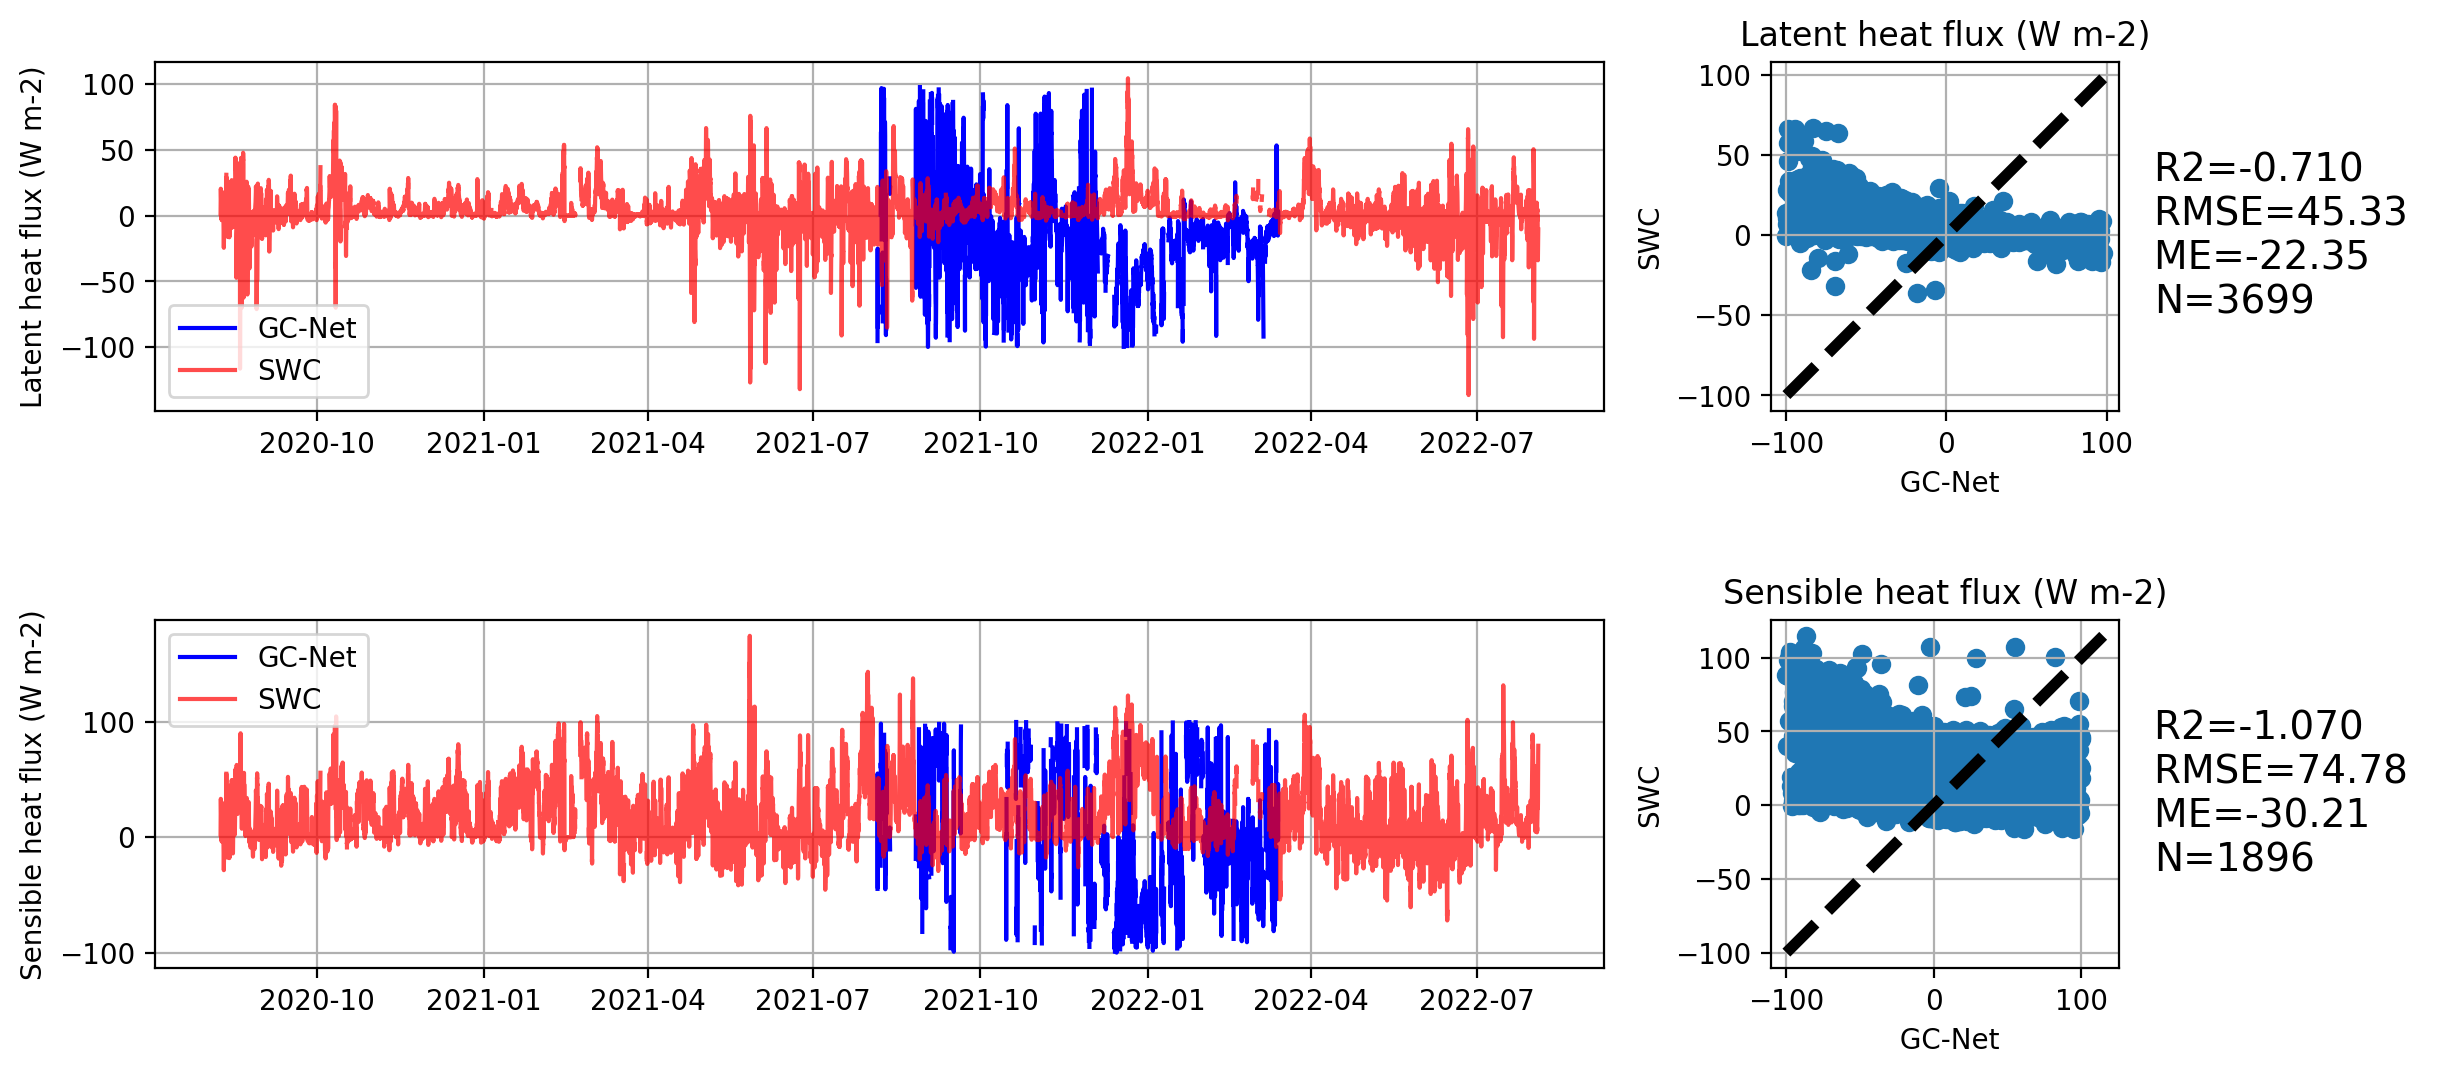 Latent heat flux (W m-2)
100
50
0
−50
−100
GC-Net
SWC
2020-10
2021-01
2021-04
2021-07
2021-10
2022-01
2022-04
2022-07
Latent heat flux (W m-2)
SWC
100
50
0
−50
−100
−100
0
100
GC-Net
R2=-0.710
RMSE=45.33
ME=-22.35
N=3699
Sensible heat flux (W m-2)
100
0
−100
GC-Net
SWC
2020-10
2021-01
2021-04
2021-07
2021-10
2022-01
2022-04
2022-07
Sensible heat flux (W m-2)
SWC
100
50
0
−50
−100
−100
0
100
GC-Net
R2=-1.070
RMSE=74.78
ME=-30.21
N=1896